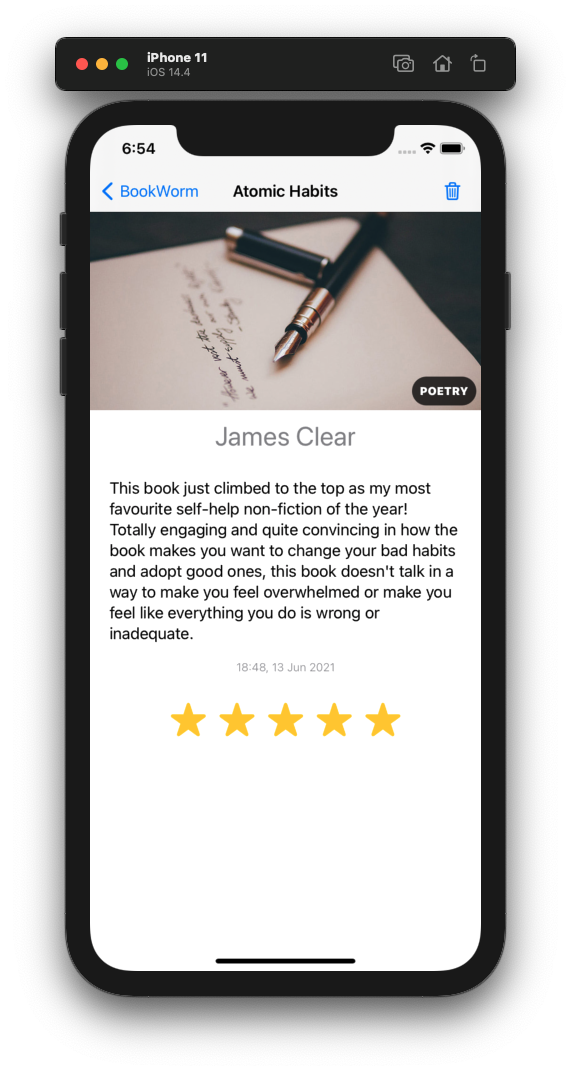 iPhone 11
iOS 14.4
6:54
BookWorm
Atomic Habits
POETRY
James Clear
This book just climbed to the top as my most
favourite self-help non-fiction of the year!
Totally engaging and quite convincing in how the
book makes you want to change your bad habits
and adopt good ones, this book doesn't talk in a
way to make you feel overwhelmed or make you
feel like everything you do is wrong or
inadequate.
18:48, 13 Jun 2021